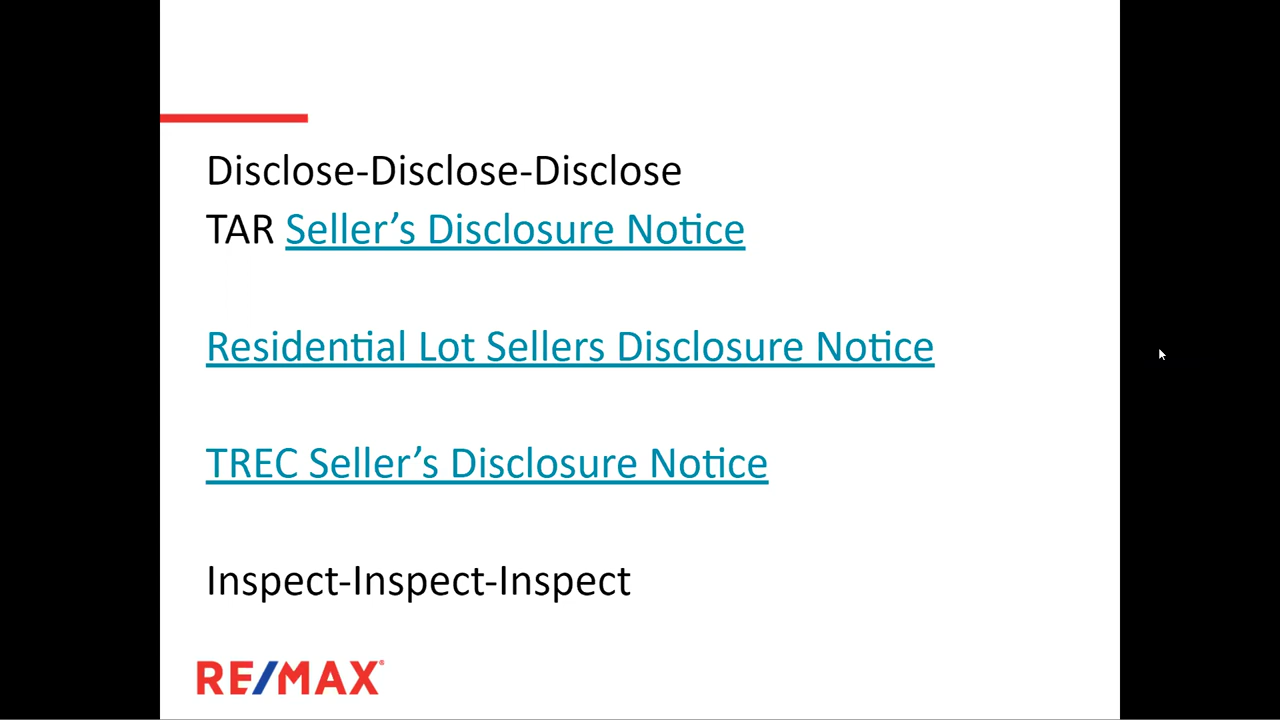 Disclose-Disclose-Disclose
TAR Seller’s Disclosure Notice
Residential Lot Sellers Disclosure Notice
TREC Seller’s Disclosure Notice
Inspect-Inspect-Inspect
RE/MAX®